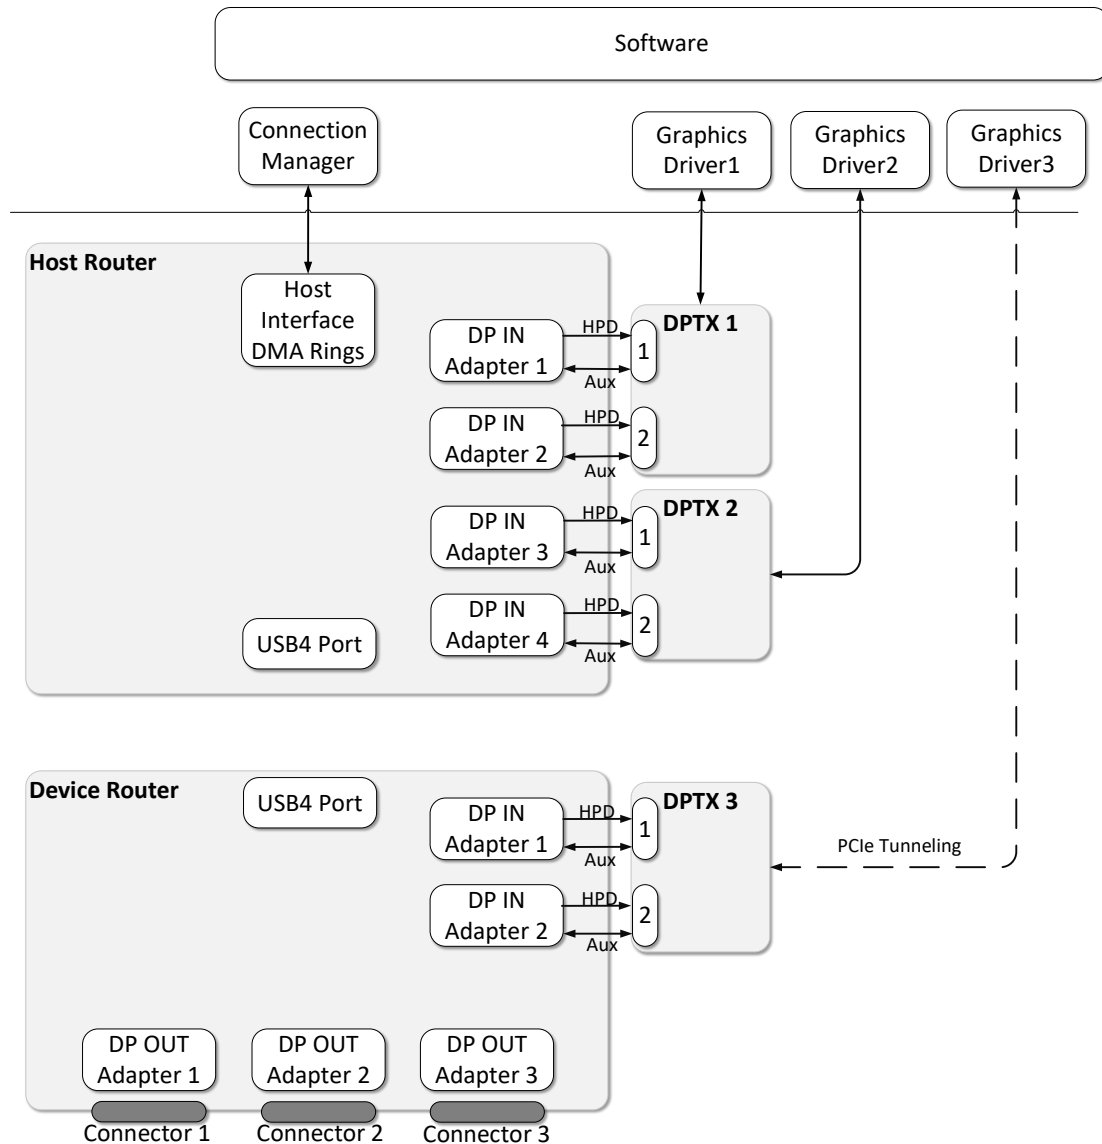 Software
Connection
Manager
Graphics
Driver1
Graphics
Driver2
Graphics
Driver3
Host Router
Host
Interface
DMA Rings
DP IN
Adapter 1
HPD
Aux
1
DPTX 1
DP IN
Adapter 2
HPD
Aux
2
DP IN
Adapter 3
HPD
Aux
1
DPTX 2
DP IN
Adapter 4
HPD
Aux
2
USB4 Port
Device Router
USB4 Port
DP IN
Adapter 1
HPD
Aux
1
DPTX 3
PCIe Tunneling
DP IN
Adapter 2
HPD
Aux
2
DP OUT
Adapter 1
DP OUT
Adapter 2
DP OUT
Adapter 3
Connector 1
Connector 2
Connector 3